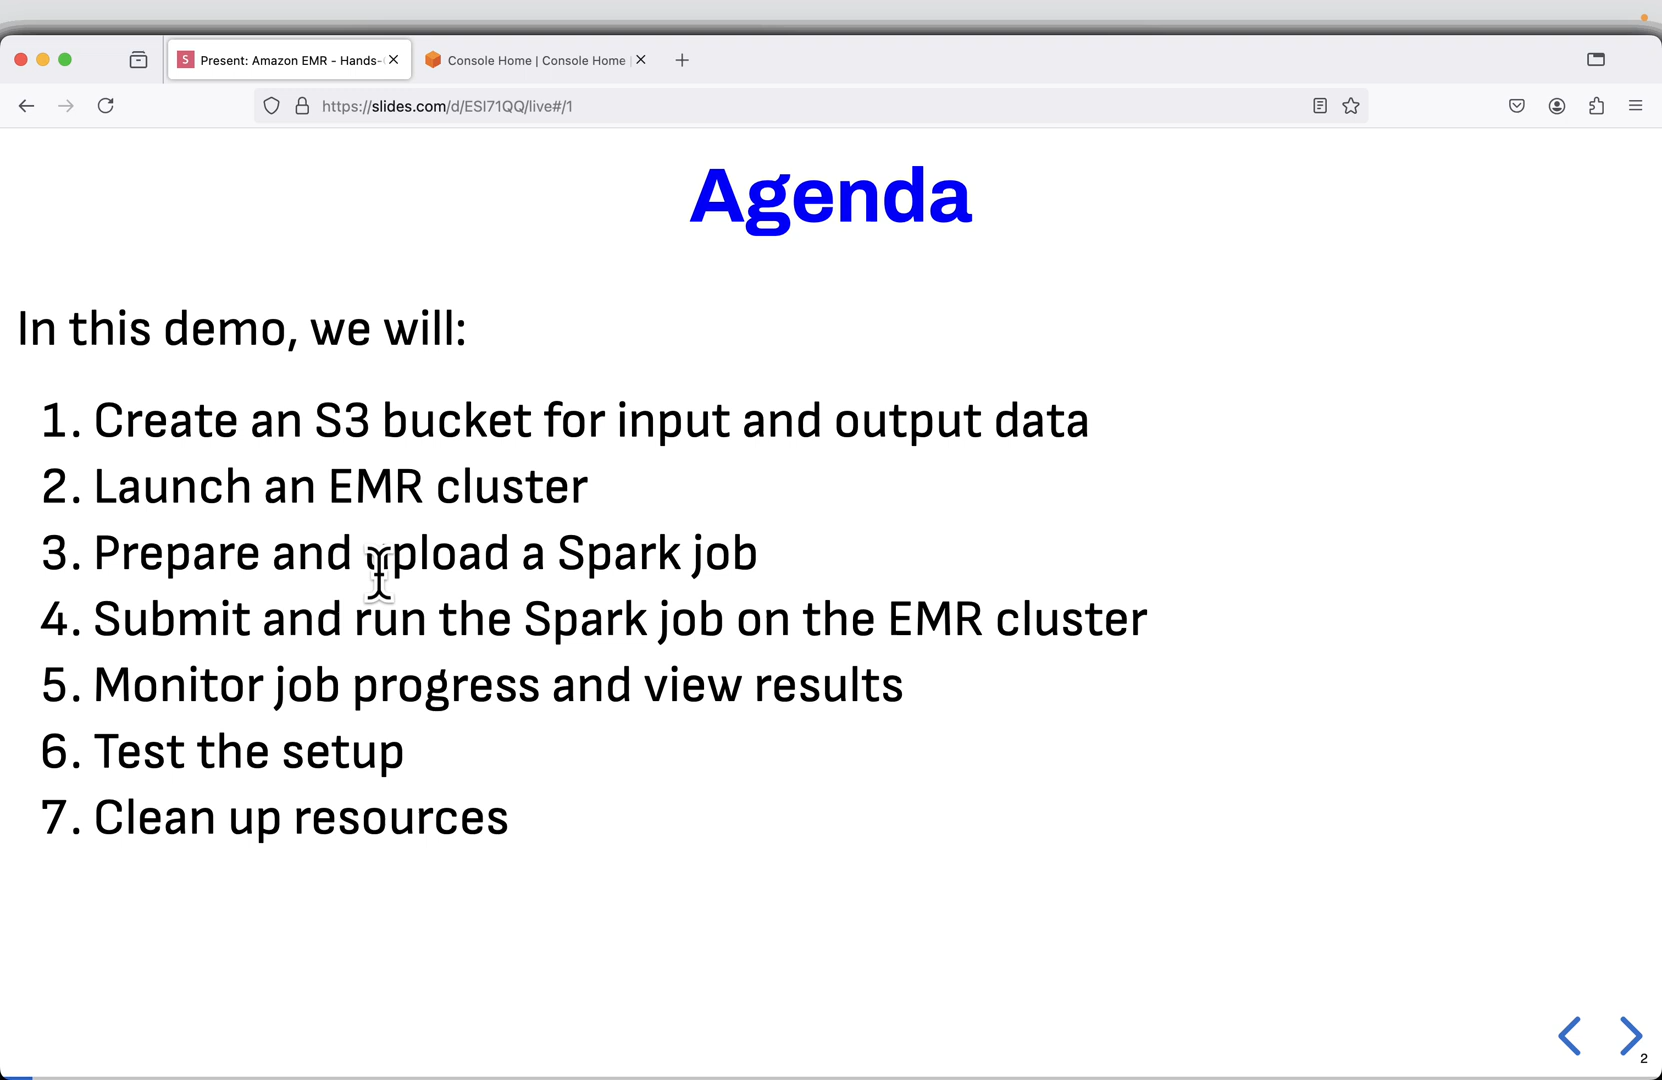 Present: Amazon EMR - Hands-
Console Home | Console Home
https://slides.com/d/ESI71QQ/live#/1
Agenda
In this demo, we will:
1. Create an S3 bucket for input and output data
2. Launch an EMR cluster
3. Prepare and upload a Spark job
4. Submit and run the Spark job on the EMR cluster
5. Monitor job progress and view results
6. Test the setup
7. Clean up resources
2